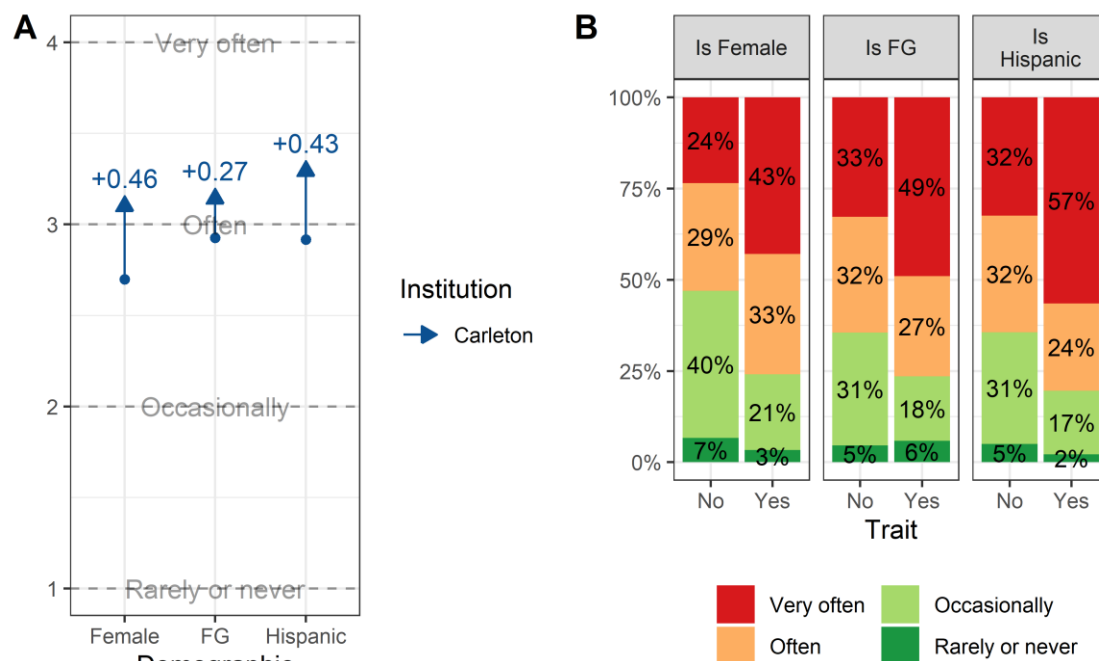 A
4
Very often
+0.43
+0.46
+0.27
3
Often
2
Occasionally
1
Rarely or never
Female FG Hispanic
Demographic
Institution
Carleton
B
Is Female
Is FG
Is
Hispanic
100%
75%
50%
25%
0%
24% 43% 33% 49% 32% 57%
29% 33% 32% 27% 32% 24%
40% 21% 31% 18% 31% 17%
7% 3% 5% 6% 5% 2%
No Yes No Yes No Yes
Trait
Very often
Occasionally
Often
Rarely or never